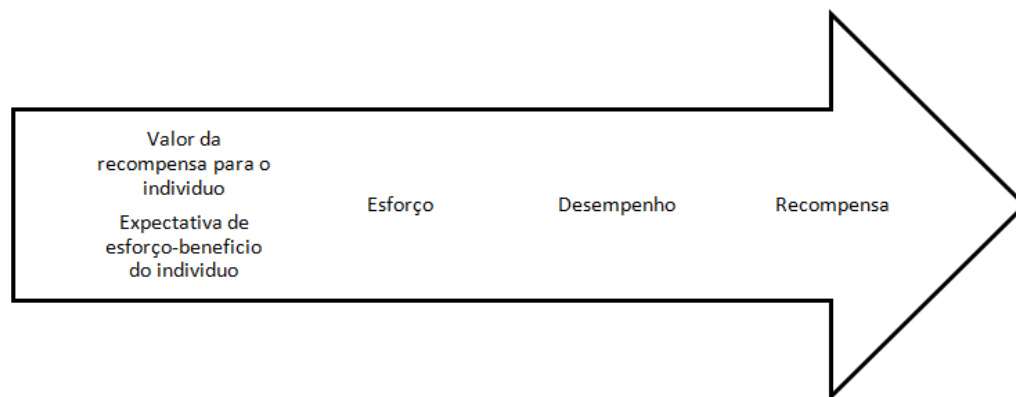 Valor da
recompensa para o
individuo
Expectativa de
esforço-beneficio
do individuo
Esforço
Desempenho
Recompensa